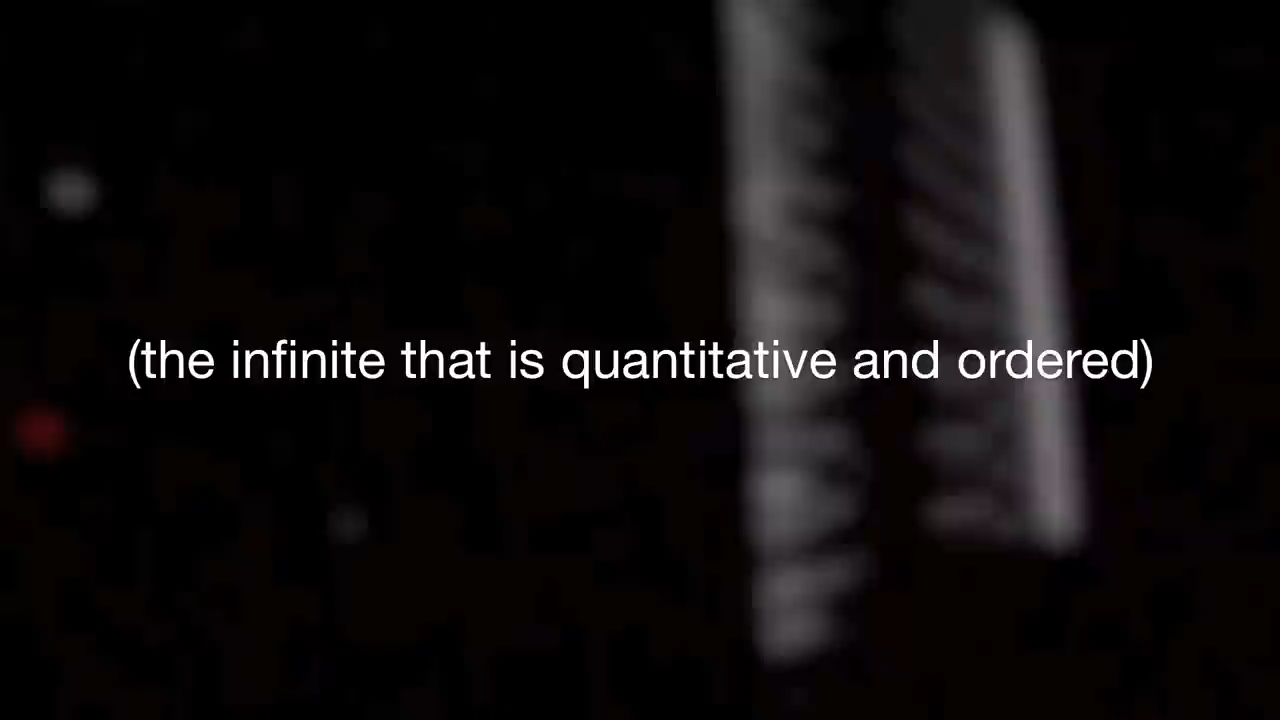 (the infinite that is quantitative and ordered)